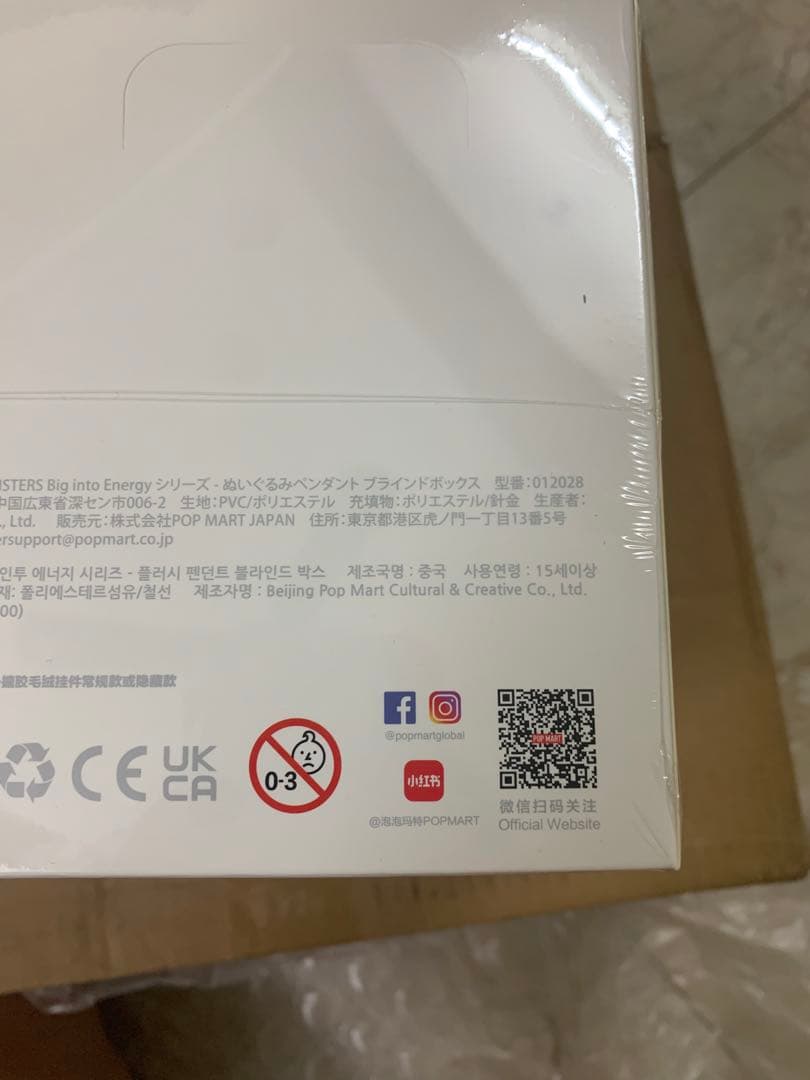 STERS Big into Energy シリーズ - ぬいぐるみペンダント ブラインドボックス 型番:012028
中国広東省深セン市006-2 生地:PVC/ポリエステル 充填物:ポリエステル/針金 生産者:
., Ltd. 販売元:株式会社POP MART JAPAN 住所:東京都港区虎ノ門一丁目13番5号
ersupport@popmart.co.jp
인투 에너지 시리즈 - 플러시 펜던트 블라인드 박스 제조국명 : 중국 사용연령 : 15세이상
재: 폴리에스테르섬유/철선 제조자명 : Beijing Pop Mart Cultural & Creative Co., Ltd.
00)
搪胶毛绒挂件常规款或隐藏款
@popmartglobal
POP MART
CE UK CA
0-3
小红书
微信扫码关注
@泡泡玛特POPMART
Official Website